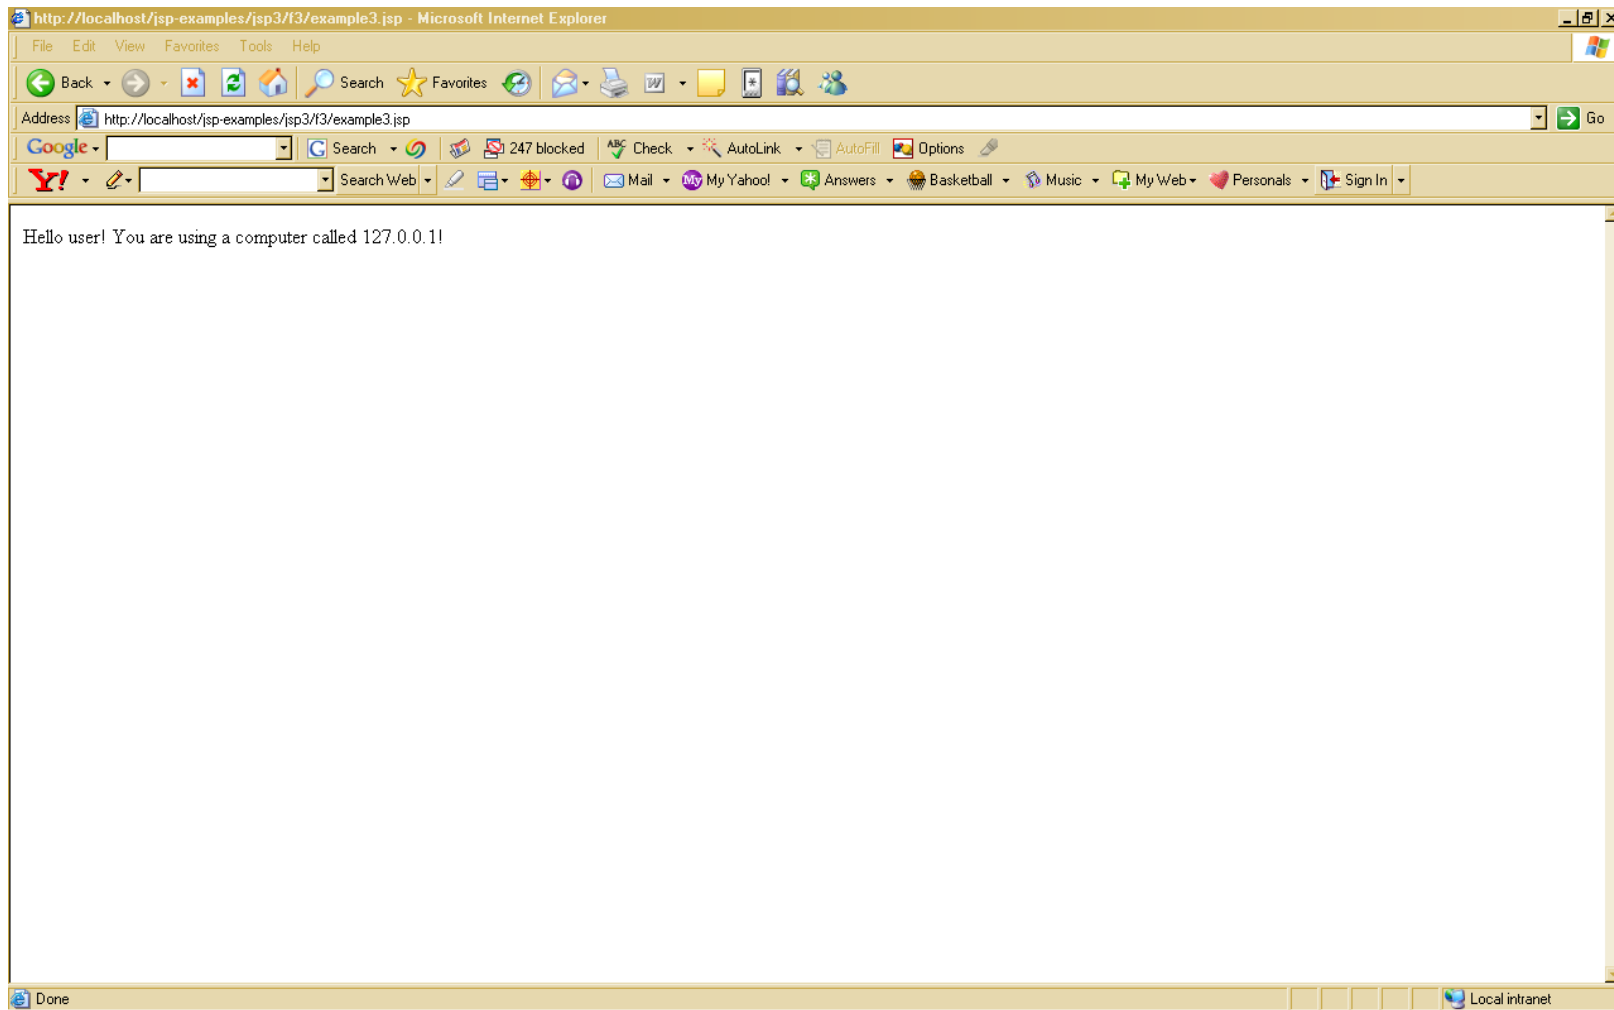 http://localhost/jsp-examples/jsp3/f3/example3.jsp - Microsoft Internet Explorer
File Edit View Favorites Tools Help
Back Search Favorites W
Address http://localhost/jsp-examples/jsp3/f3/example3.jsp Go
Google G Search 247 blocked ABC Check AutoLink AutoFill Options
Y! Search Web Mail My My Yahoo! Answers Basketball Music My Web Personals Sign In
Hello user! You are using a computer called 127.0.0.1!
Done Local intranet